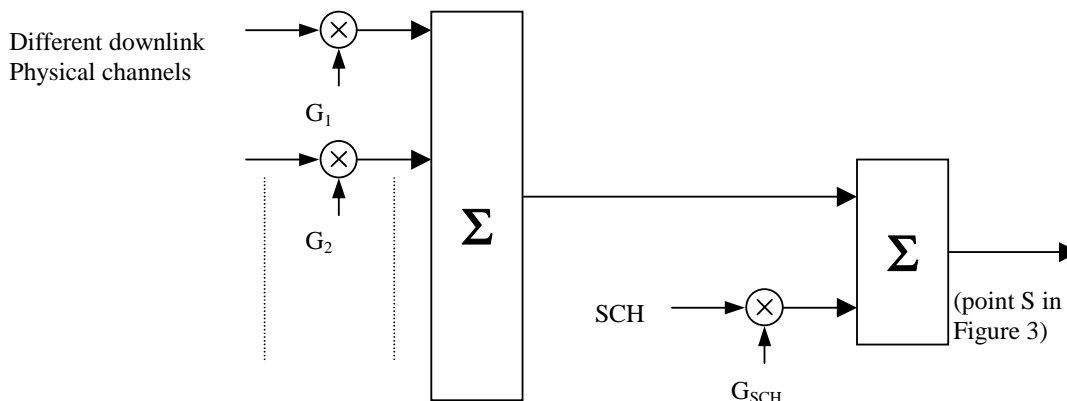 Different downlink
Physical channels
G1
G2
Σ
Σ
SCH
GSCH
(point S in
Figure 3)